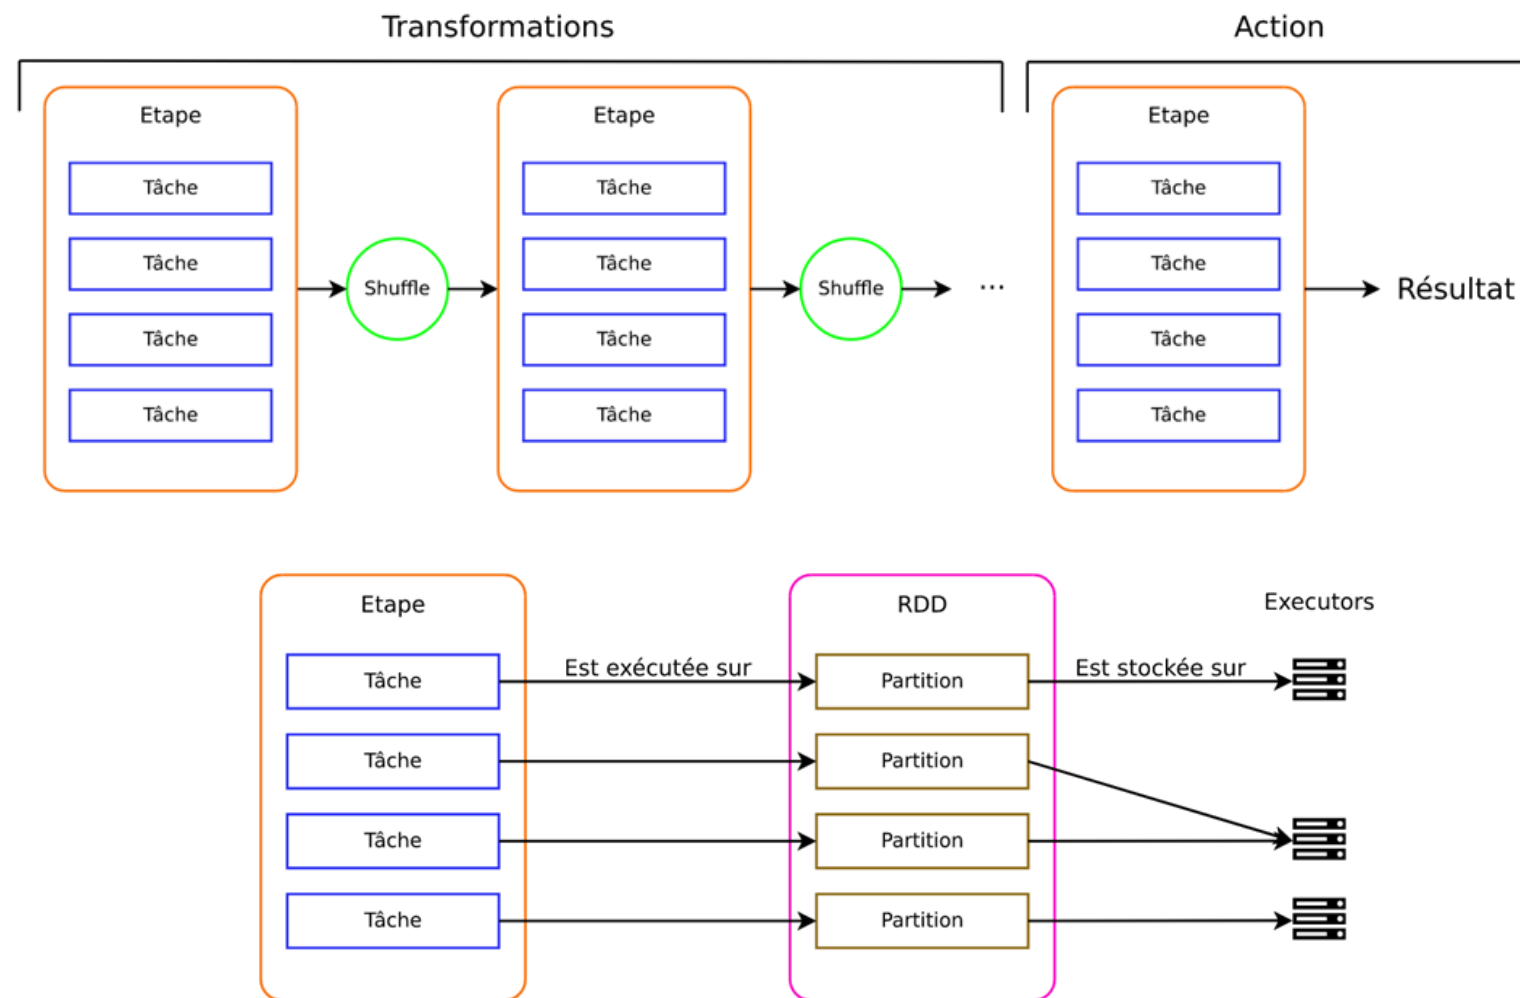 Transformations
Action
Etape
Etape
Etape
Tâche
Tâche
Tâche
Tâche
Tâche
Tâche
Shuffle
Shuffle
...
Résultat
Tâche
Tâche
Tâche
Tâche
Tâche
Tâche
Etape
RDD
Executors
Tâche
Est exécutée sur
Partition
Est stockée sur
Tâche
Partition
Tâche
Partition
Tâche
Partition